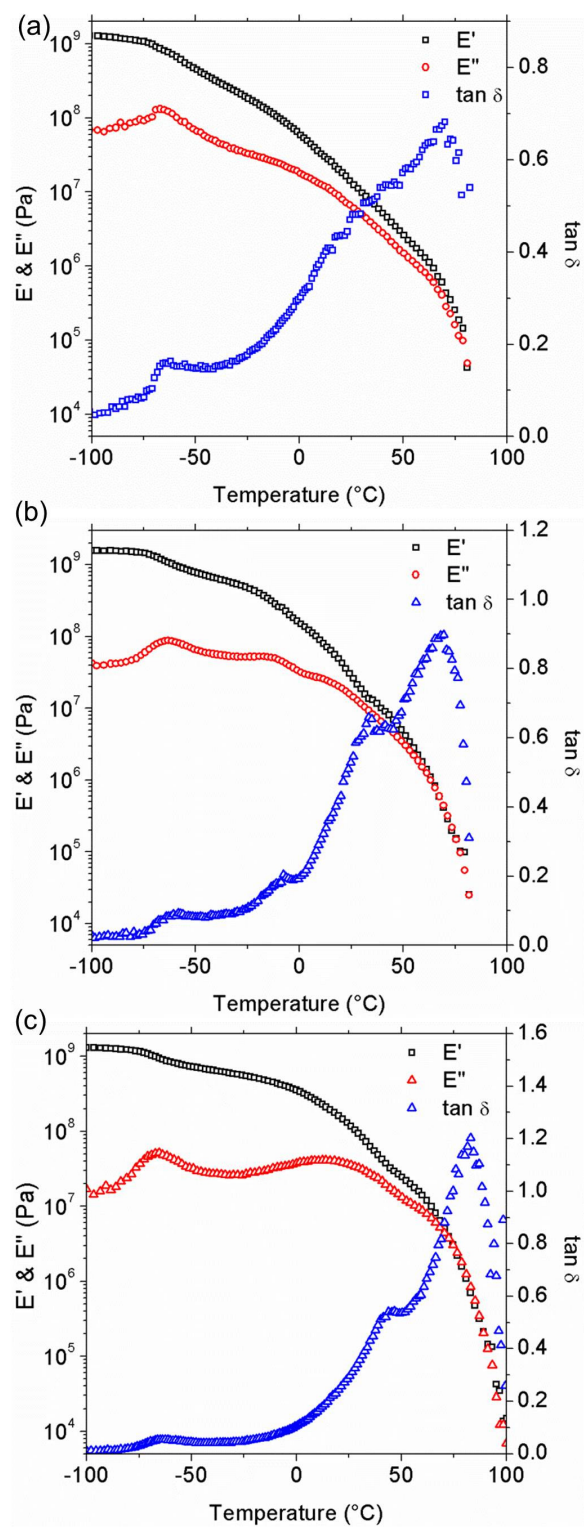 (a)
10⁹
10⁸
10⁷
10⁶
10⁵
10⁴
E' & E" (Pa)
E'
E"
tan δ
0.8
0.6
0.4
0.2
0.0
tan δ
-100 -50 0 50 100
Temperature (°C)
(b)
10⁹
10⁸
10⁷
10⁶
10⁵
10⁴
E' & E" (Pa)
E'
E"
tan δ
1.2
1.0
0.8
0.6
0.4
0.2
0.0
tan δ
-100 -50 0 50 100
Temperature (°C)
(c)
10⁹
10⁸
10⁷
10⁶
10⁵
10⁴
E' & E" (Pa)
E'
E"
tan δ
1.6
1.4
1.2
1.0
0.8
0.6
0.4
0.2
0.0
tan δ
-100 -50 0 50 100
Temperature (°C)